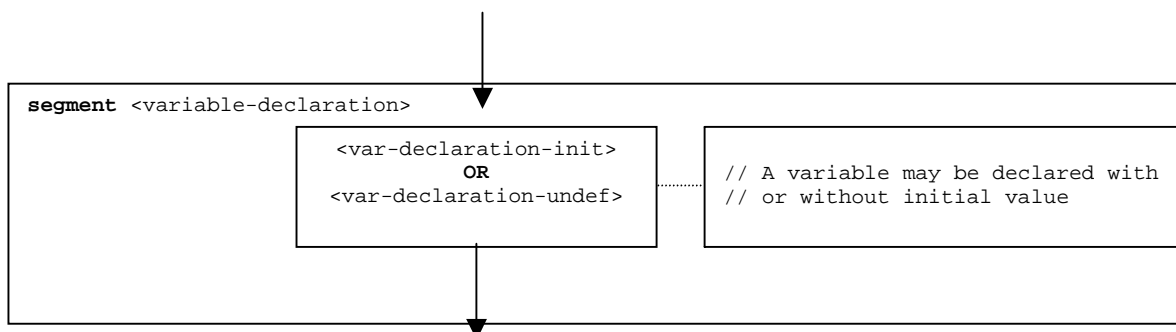 segment <variable-declaration>
<var-declaration-init>
OR
<var-declaration-undef>
// A variable may be declared with
// or without initial value